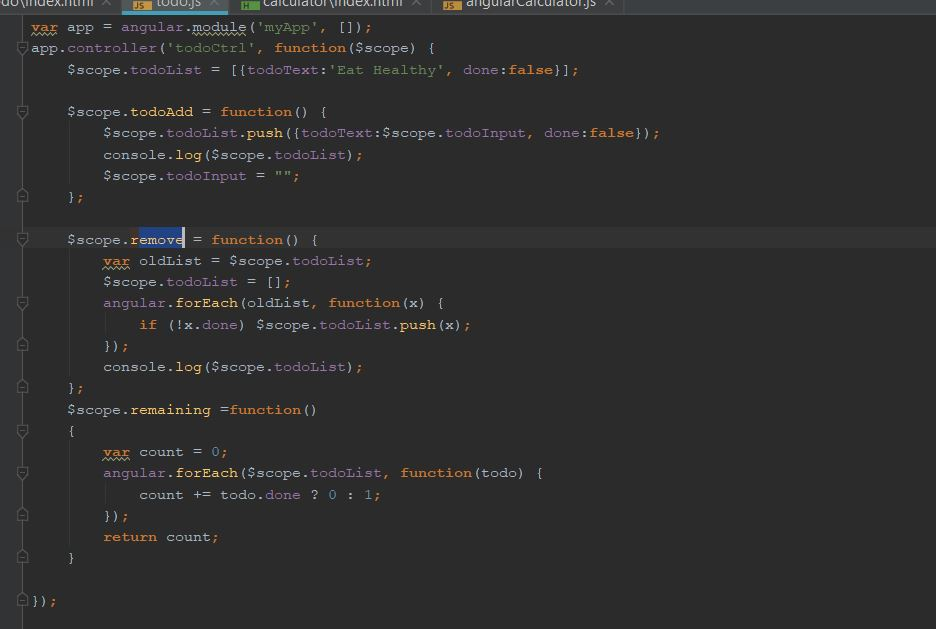 do\index.html × JS todo.js × H calculator\index.html × JS angularCalculator.js ×
var app = angular.module('myApp', []);
app.controller('todoCtrl', function($scope) {
    $scope.todoList = [{todoText:'Eat Healthy', done:false}];
    $scope.todoAdd = function() {
        $scope.todoList.push({todoText:$scope.todoInput, done:false});
        console.log($scope.todoList);
        $scope.todoInput = "";
    };
    $scope.remove = function() {
        var oldList = $scope.todoList;
        $scope.todoList = [];
        angular.forEach(oldList, function(x) {
            if (!x.done) $scope.todoList.push(x);
        });
        console.log($scope.todoList);
    };
    $scope.remaining =function()
    {
        var count = 0;
        angular.forEach($scope.todoList, function(todo) {
            count += todo.done ? 0 : 1;
        });
        return count;
    }
});